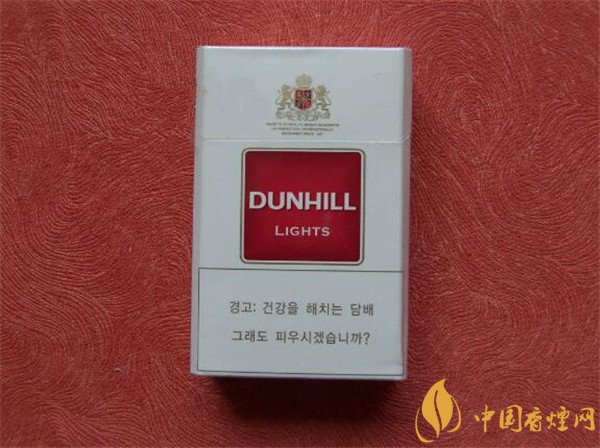 DUNHILL
LIGHTS
경고: 건강을 해치는 담배
그래도 피우시겠습니까?
中国香烟网